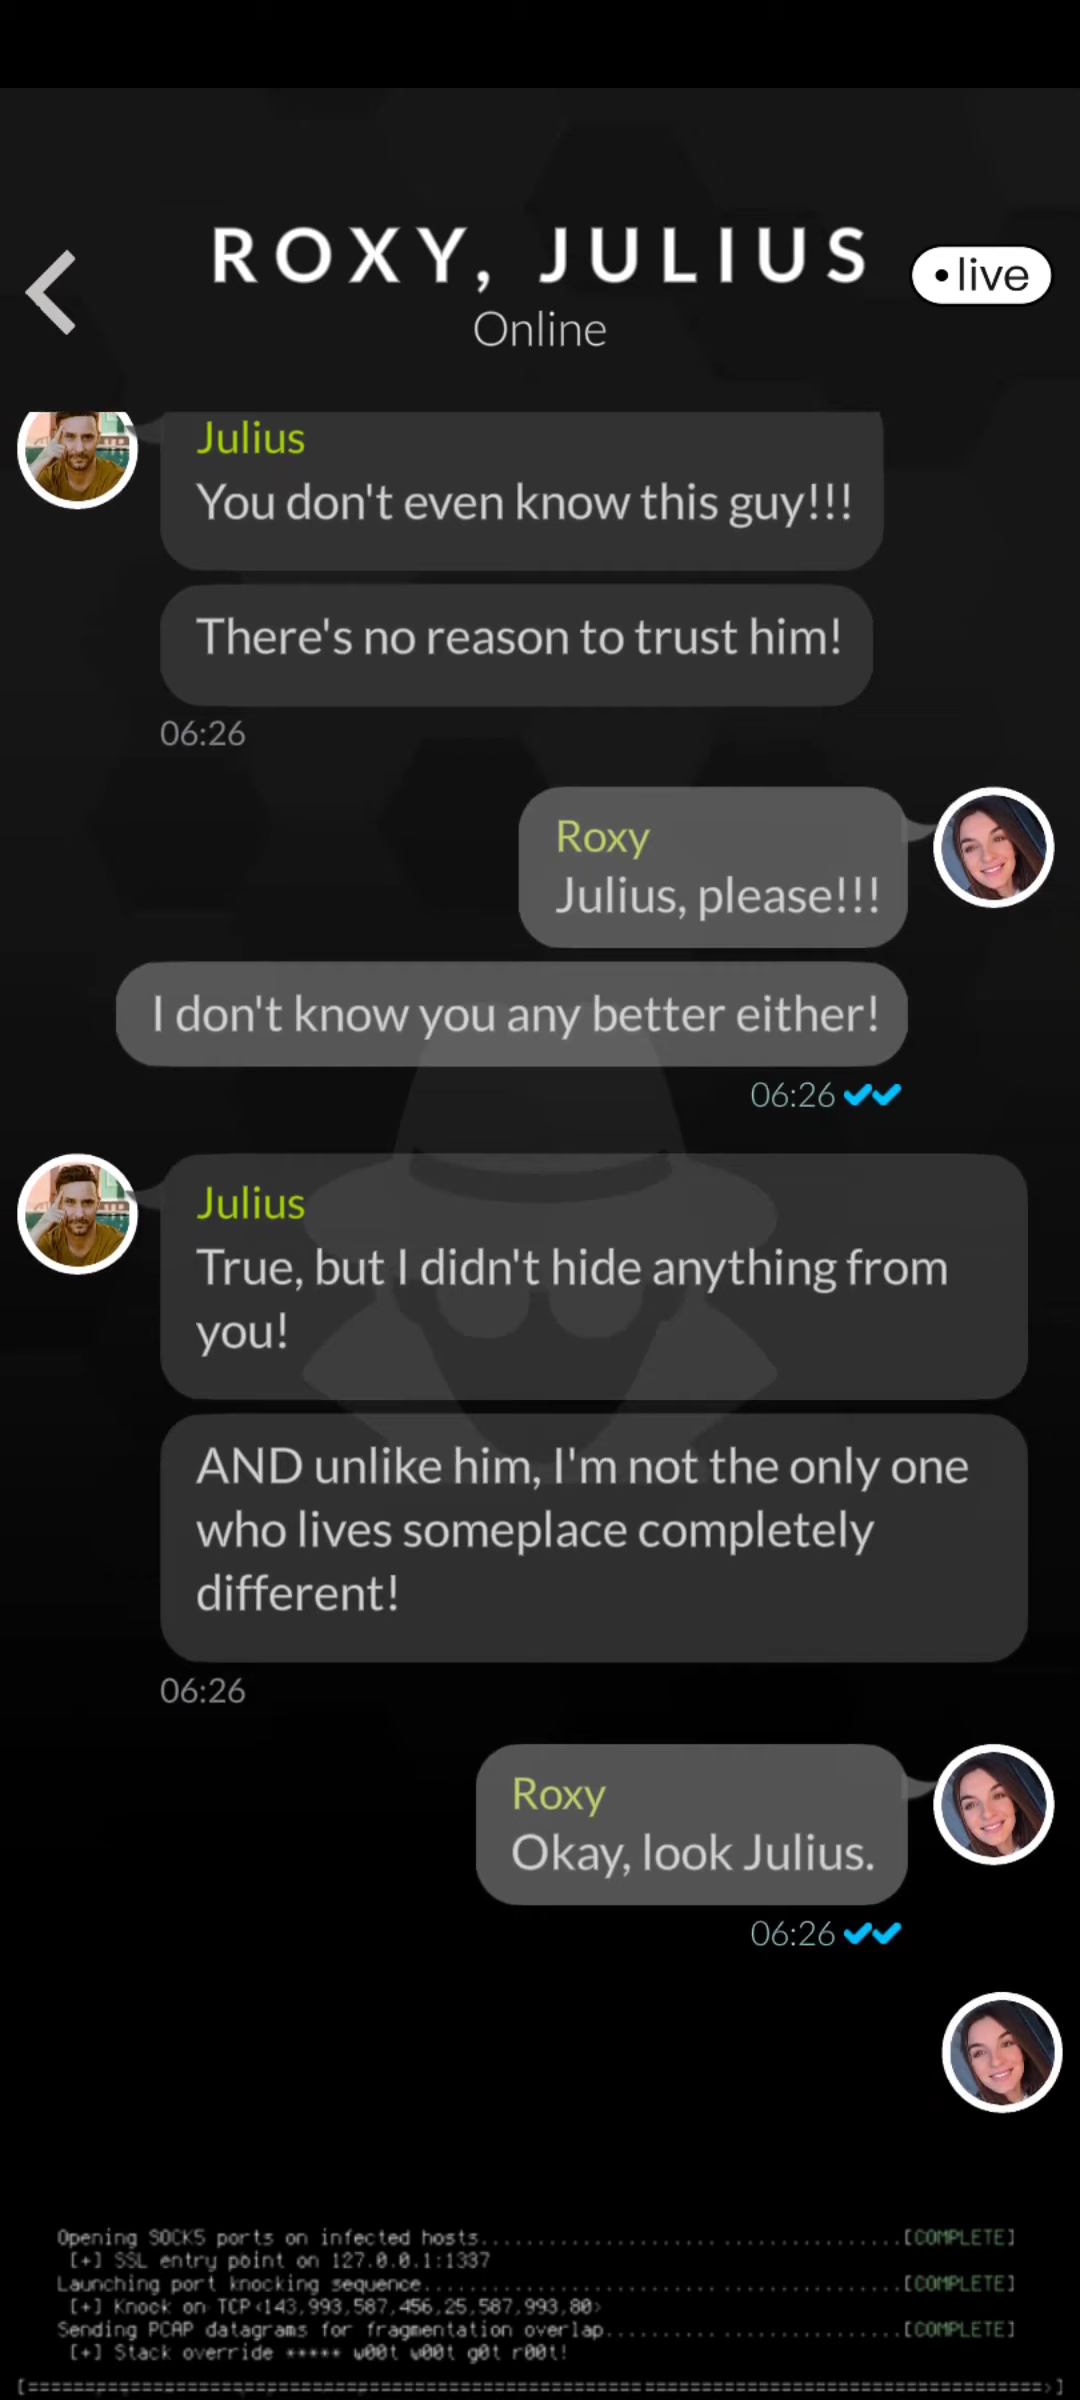 ROXY, JULIUS
•live
Online
Julius
You don't even know this guy!!!
There's no reason to trust him!
06:26
Roxy
Julius, please!!!
I don't know you any better either!
06:26
Julius
True, but I didn't hide anything from
you!
AND unlike him, I'm not the only one
who lives someplace completely
different!
06:26
Roxy
Okay, look Julius.
06:26
Opening SOCKS ports on infected hosts...................................[COMPLETE]
[+] SSL entry point on 127.0.0.1:1337
Launching port knocking sequence........................................[COMPLETE]
[+] Knock on TCP<143,993,587,456,25,587,993,80>
Sending PCAP datagrams for fragmentation overlap........................[COMPLETE]
[+] Stack override ***** w00t w00t g0t r00t!
[==================================================================================>]